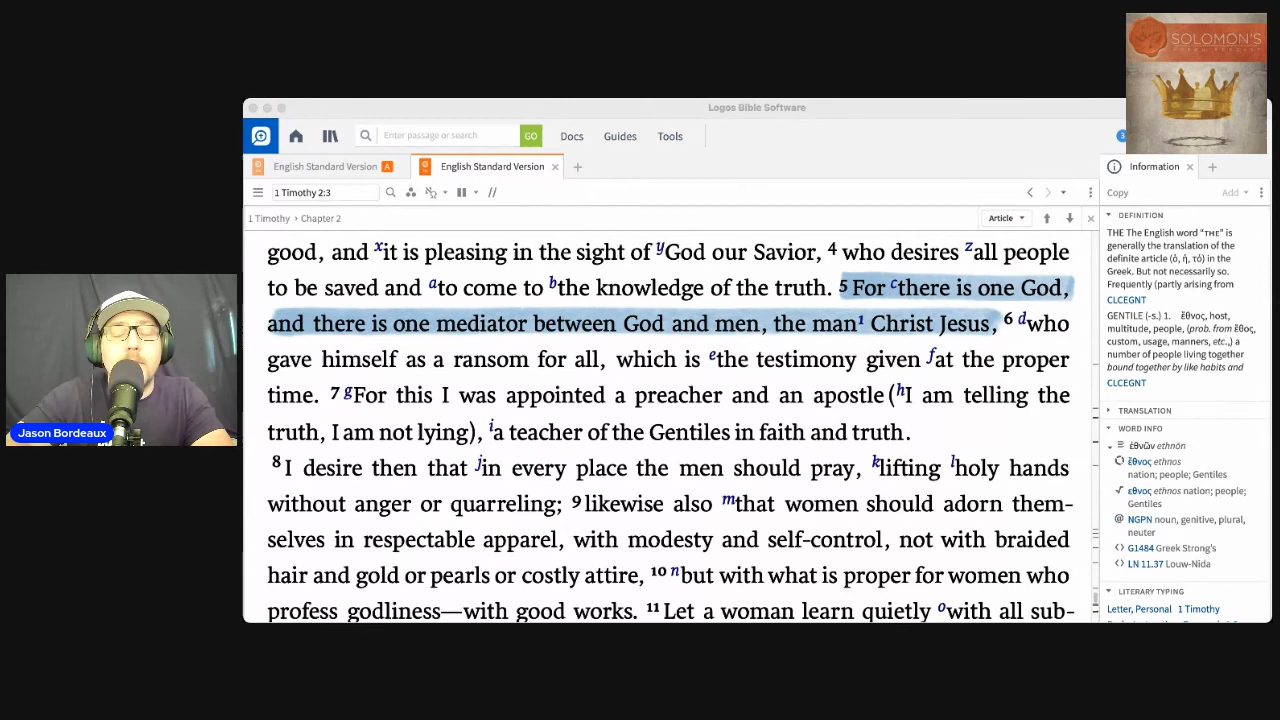 SOLOMON'S
Logos Bible Software
Enter passage or search
GO
Docs
Guides
Tools
3
English Standard Version A
English Standard Version
Information
1 Timothy 2:3
Copy
Add
1 Timothy › Chapter 2
Article
good, and ˣit is pleasing in the sight of ʸGod our Savior, 4 who desires ᶻall people
to be saved and ᵃto come to ᵇthe knowledge of the truth. 5 For ᶜthere is one God,
and there is one mediator between God and men, the man¹ Christ Jesus, 6 ᵈwho
gave himself as a ransom for all, which is ᵉthe testimony given ᶠat the proper
time. 7 ᵍFor this I was appointed a preacher and an apostle (ʰI am telling the
truth, I am not lying), ⁱa teacher of the Gentiles in faith and truth.
8 I desire then that ʲin every place the men should pray, ᵏlifting ˡholy hands
without anger or quarreling; 9 likewise also ᵐthat women should adorn them-
selves in respectable apparel, with modesty and self-control, not with braided
hair and gold or pearls or costly attire, 10 ⁿbut with what is proper for women who
profess godliness—with good works. 11 Let a woman learn quietly ᵒwith all sub-
DEFINITION
THE The English word "THE" is
generally the translation of the
definite article (ὁ, ἡ, τό) in the
Greek. But not necessarily so.
Frequently (partly arising from
CLCEGNT
GENTILE (-s.) 1. ἔθνος, host,
multitude, people, (prob. from ἔθος,
custom, usage, manners, etc.,) a
number of people living together
bound together by like habits and
CLCEGNT
TRANSLATION
WORD INFO
ἐθνῶν ethnōn
ἔθνος ethnos
nation; people; Gentiles
εθνος ethnos nation; people;
Gentiles
@ NGPN noun, genitive, plural,
neuter
G1484 Greek Strong's
LN 11.37 Louw-Nida
LITERARY TYPING
Letter, Personal 1 Timothy
Jason Bordeaux